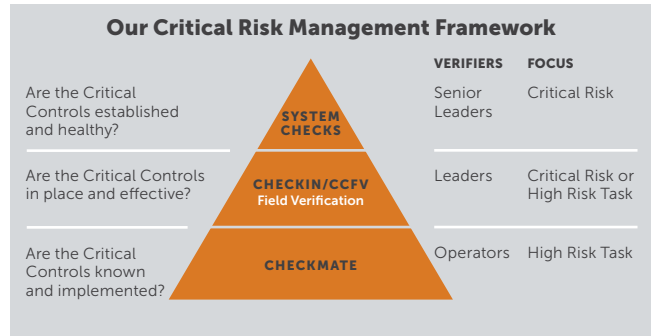 Our Critical Risk Management Framework
VERIFIERS
FOCUS
Are the Critical
Controls established
and healthy?
SYSTEM
CHECKS
Senior
Leaders
Critical Risk
Are the Critical Controls
in place and effective?
CHECKIN/CCFV
Field Verification
Leaders
Critical Risk or
High Risk Task
Are the Critical
Controls known
and implemented?
CHECKMATE
Operators
High Risk Task